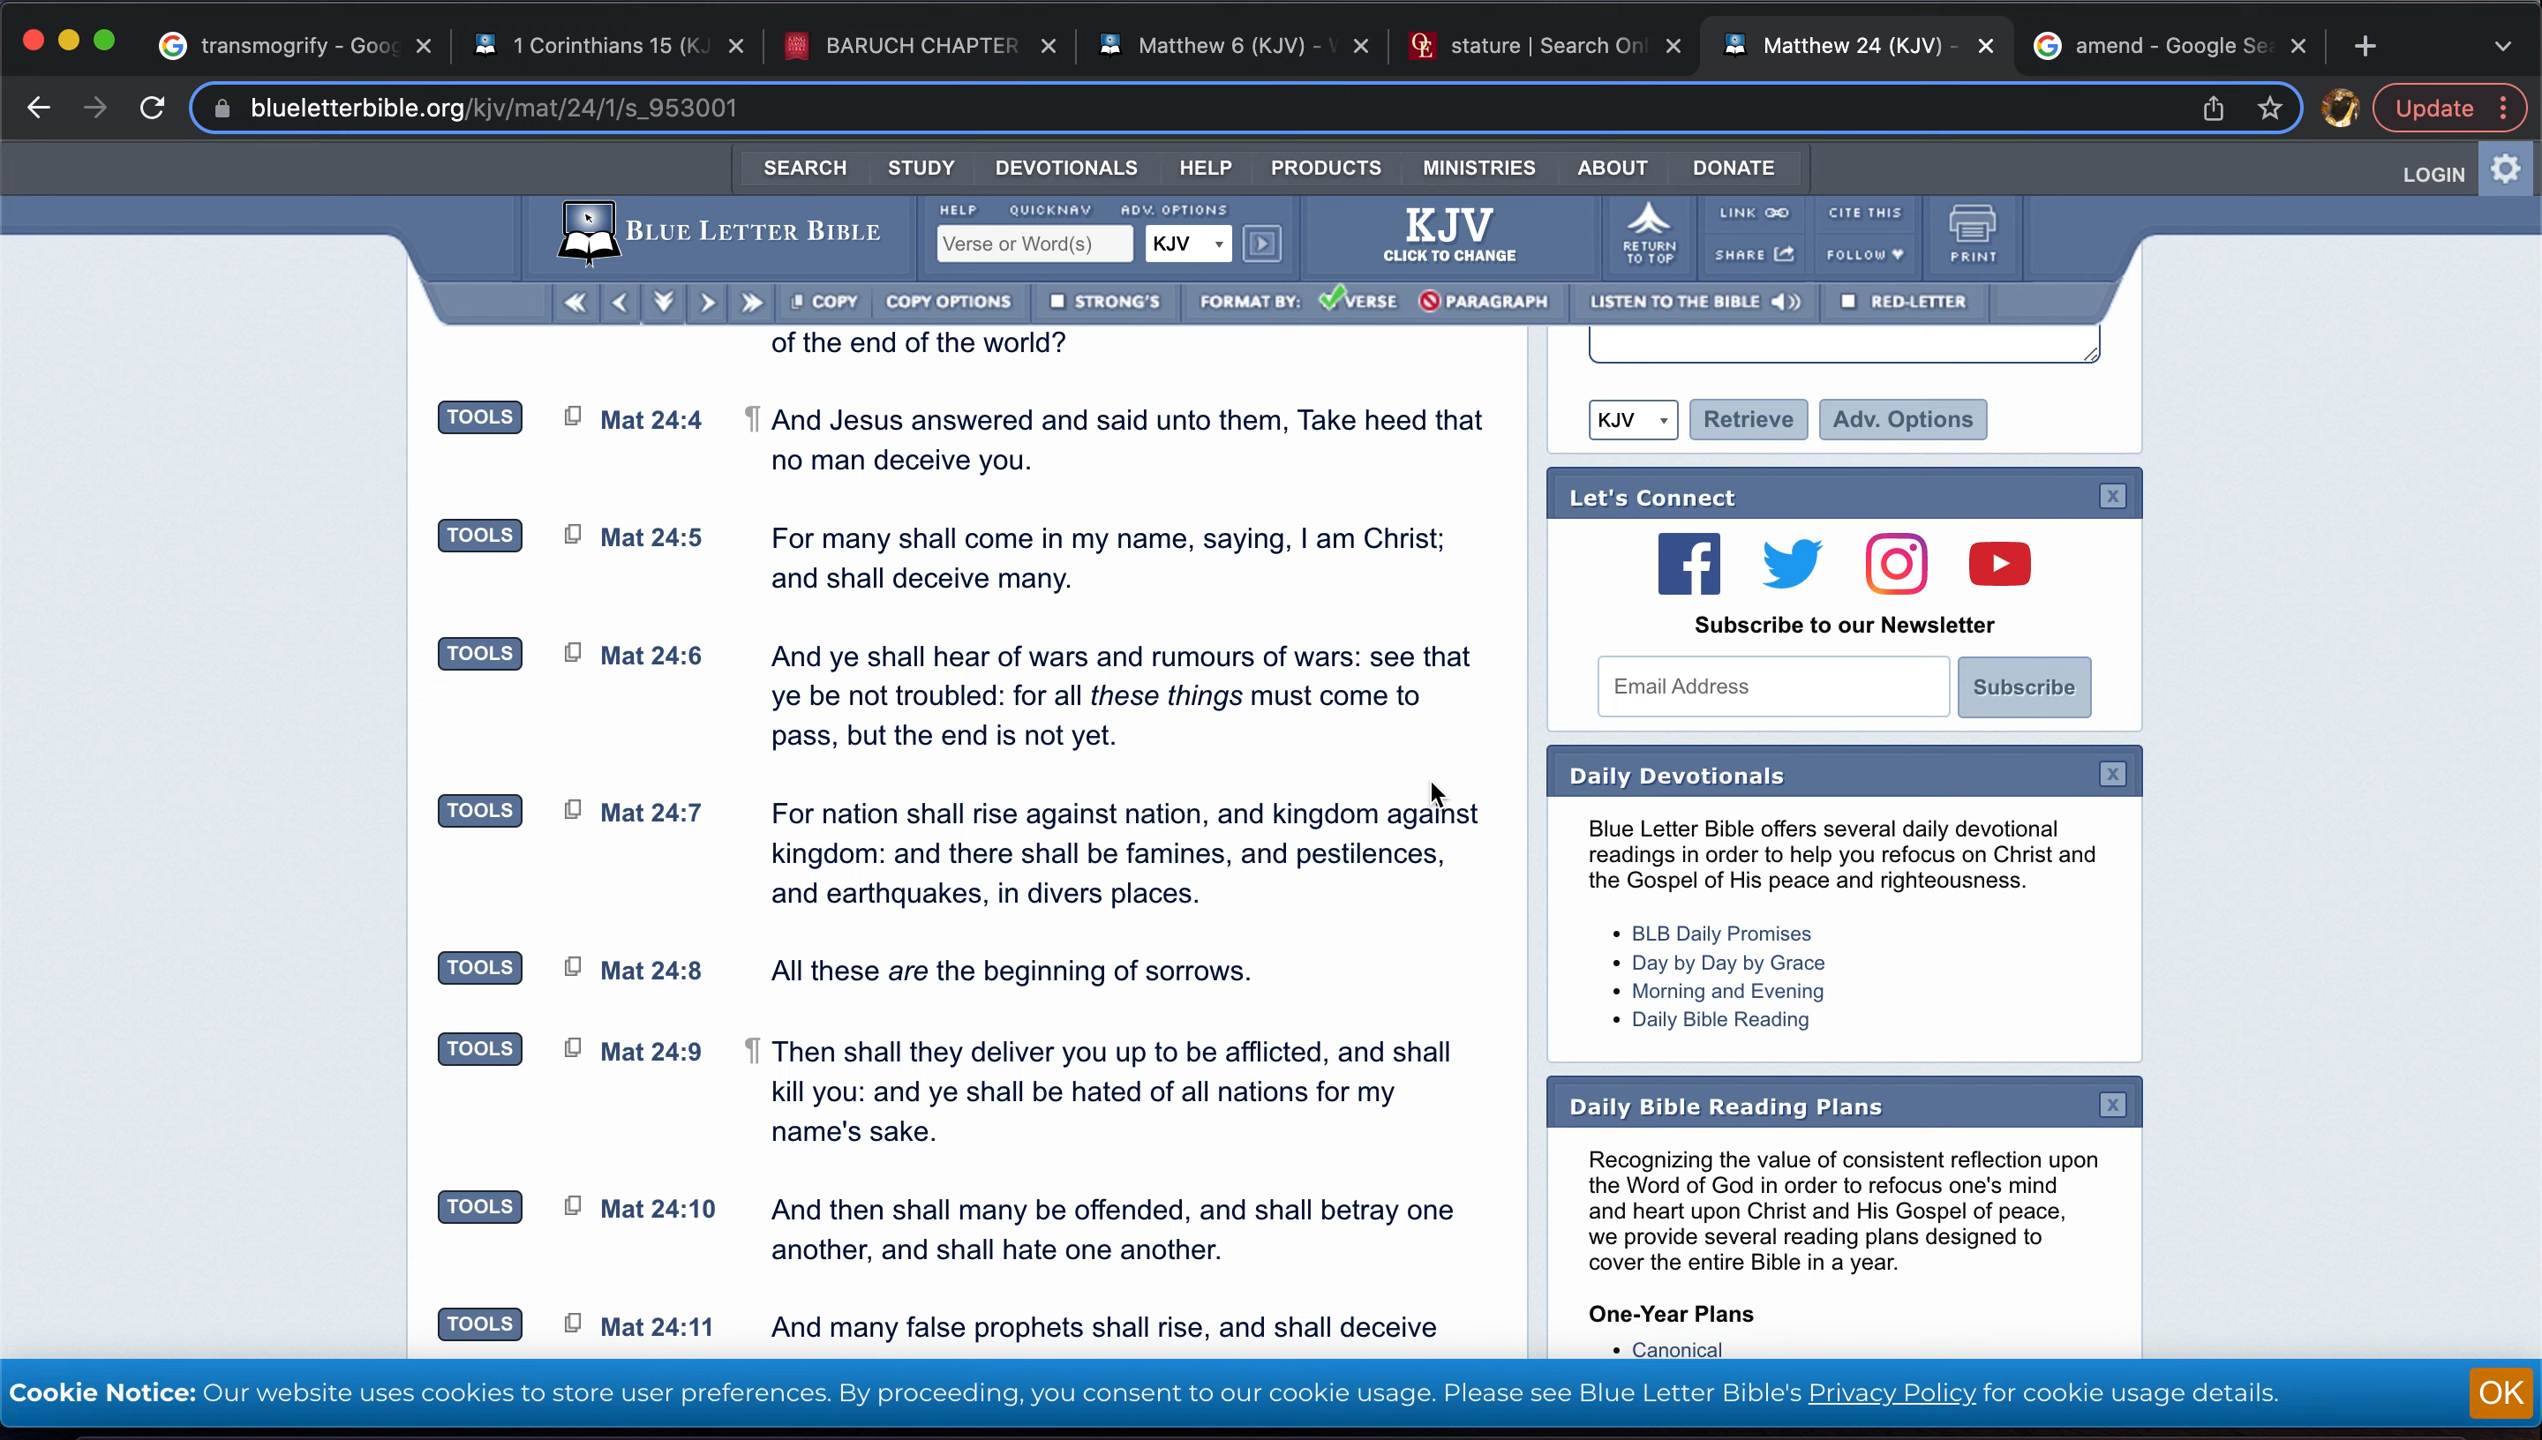 transmogrify - Goog
1 Corinthians 15 (KJ
BARUCH CHAPTER
Matthew 6 (KJV) -
stature | Search Onl
Matthew 24 (KJV) -
amend - Google Sea
blueletterbible.org/kjv/mat/24/1/s_953001
Update
SEARCH STUDY DEVOTIONALS HELP PRODUCTS MINISTRIES ABOUT DONATE
LOGIN
BLUE LETTER BIBLE
HELP QUICKNAV ADV. OPTIONS
Verse or Word(s)
KJV
KJV
CLICK TO CHANGE
RETURN
TO TOP
LINK
CITE THIS
SHARE
FOLLOW
PRINT
COPY COPY OPTIONS STRONG'S FORMAT BY: VERSE PARAGRAPH LISTEN TO THE BIBLE RED-LETTER
of the end of the world?
TOOLS Mat 24:4 ¶ And Jesus answered and said unto them, Take heed that
no man deceive you.
TOOLS Mat 24:5 For many shall come in my name, saying, I am Christ;
and shall deceive many.
TOOLS Mat 24:6 And ye shall hear of wars and rumours of wars: see that
ye be not troubled: for all these things must come to
pass, but the end is not yet.
TOOLS Mat 24:7 For nation shall rise against nation, and kingdom against
kingdom: and there shall be famines, and pestilences,
and earthquakes, in divers places.
TOOLS Mat 24:8 All these are the beginning of sorrows.
TOOLS Mat 24:9 ¶ Then shall they deliver you up to be afflicted, and shall
kill you: and ye shall be hated of all nations for my
name's sake.
TOOLS Mat 24:10 And then shall many be offended, and shall betray one
another, and shall hate one another.
TOOLS Mat 24:11 And many false prophets shall rise, and shall deceive
KJV Retrieve Adv. Options
Let's Connect
Subscribe to our Newsletter
Email Address Subscribe
Daily Devotionals
Blue Letter Bible offers several daily devotional
readings in order to help you refocus on Christ and
the Gospel of His peace and righteousness.
• BLB Daily Promises
• Day by Day by Grace
• Morning and Evening
• Daily Bible Reading
Daily Bible Reading Plans
Recognizing the value of consistent reflection upon
the Word of God in order to refocus one's mind
and heart upon Christ and His Gospel of peace,
we provide several reading plans designed to
cover the entire Bible in a year.
One-Year Plans
• Canonical
Cookie Notice: Our website uses cookies to store user preferences. By proceeding, you consent to our cookie usage. Please see Blue Letter Bible's Privacy Policy for cookie usage details.
OK